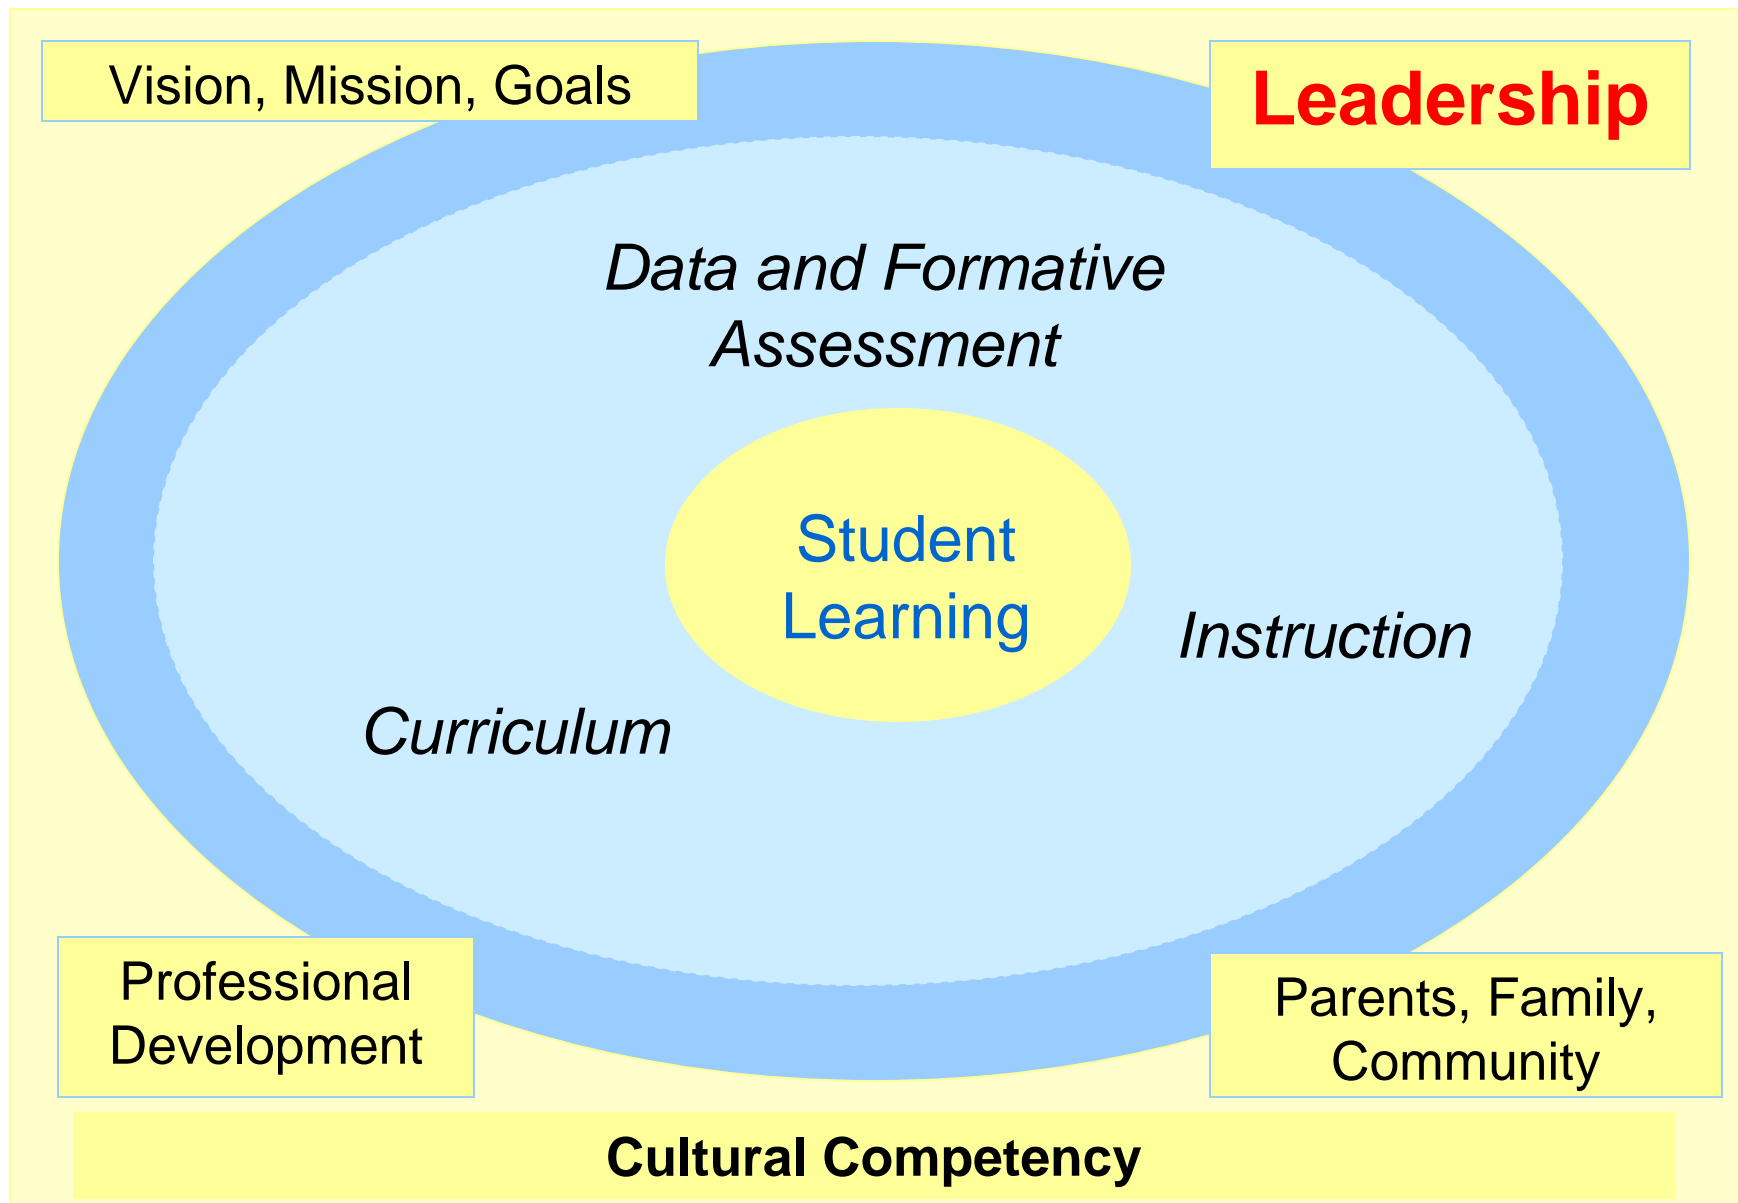 Vision, Mission, Goals
Leadership
Data and Formative
Assessment
Student
Learning
Instruction
Curriculum
Professional
Development
Parents, Family,
Community
Cultural Competency